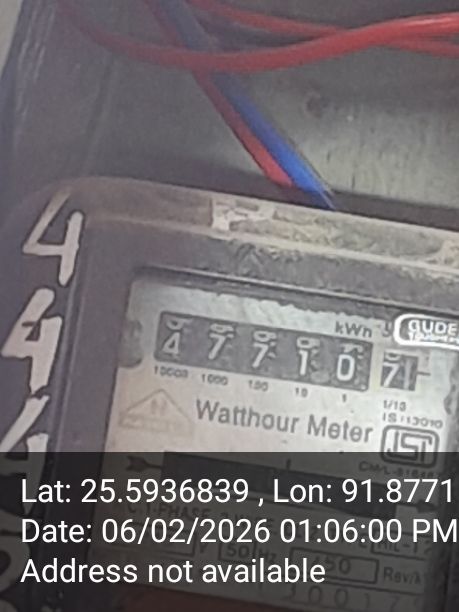 4
4
4
kWh
4 7 7 1 0 7
10000 1000 100 10 1
1/10
IS:13010
Watthour Meter
ISI
Lat: 25.5936839 , Lon: 91.8771
Date: 06/02/2026 01:06:00 PM
Address not available
Rev/k